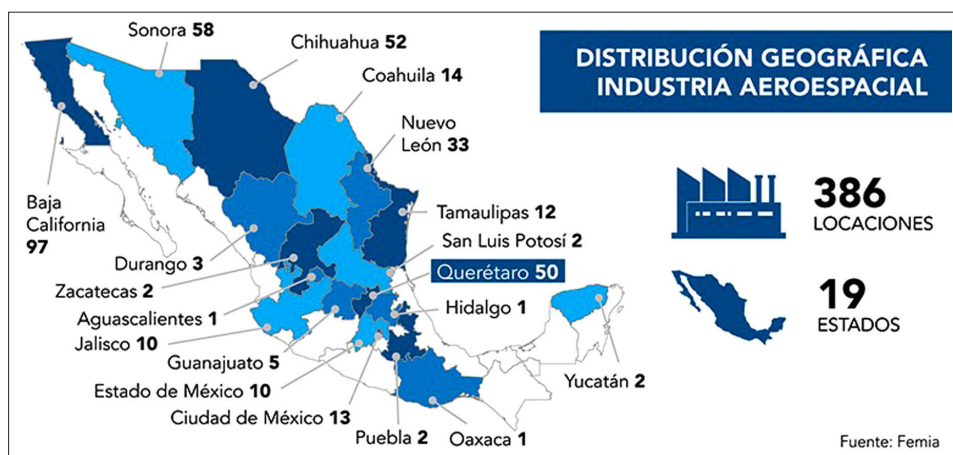 Sonora 58
Chihuahua 52
Coahuila 14
Nuevo
León 33
Baja
California
97
Tamaulipas 12
San Luis Potosí 2
Durango 3
Querétaro 50
Zacatecas 2
Hidalgo 1
Aguascalientes 1
Jalisco 10
Guanajuato 5
Estado de México 10
Yucatán 2
Ciudad de México 13
Puebla 2
Oaxaca 1
DISTRIBUCIÓN GEOGRÁFICA
INDUSTRIA AEROESPACIAL
386
LOCACIONES
19
ESTADOS
Fuente: Femia